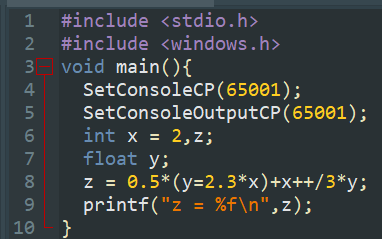 1 #include <stdio.h>
2 #include <windows.h>
3 void main(){
4   SetConsoleCP(65001);
5   SetConsoleOutputCP(65001);
6   int x = 2,z;
7   float y;
8   z = 0.5*(y=2.3*x)+x++/3*y;
9   printf("z = %f\n",z);
10 }